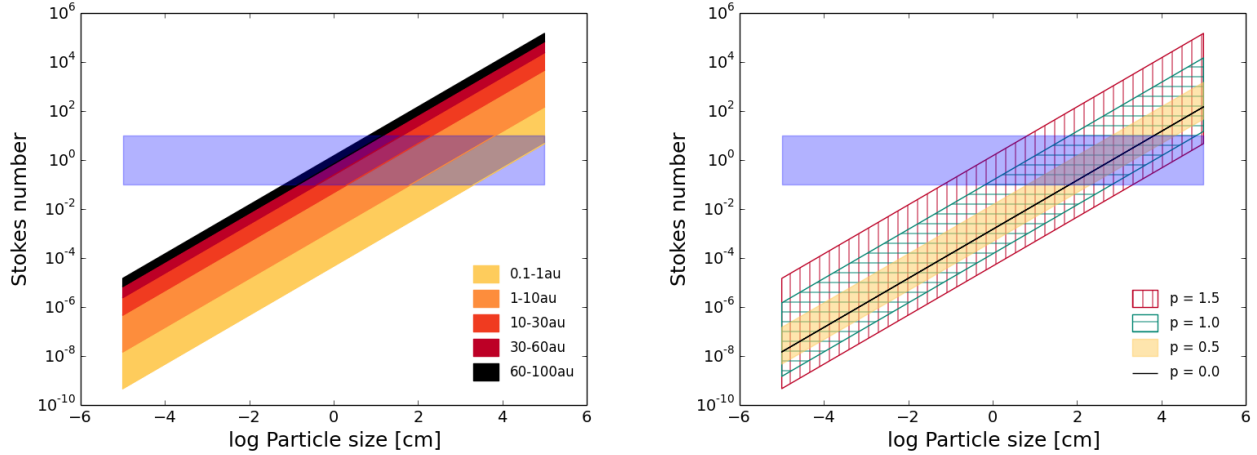 10^6
10^4
10^2
10^0
10^-2
10^-4
10^-6
10^-8
10^-10
Stokes number
−6
−4
−2
0
2
4
6
log Particle size [cm]
0.1-1au
1-10au
10-30au
30-60au
60-100au
10^6
10^4
10^2
10^0
10^-2
10^-4
10^-6
10^-8
10^-10
Stokes number
−6
−4
−2
0
2
4
6
log Particle size [cm]
p = 1.5
p = 1.0
p = 0.5
p = 0.0